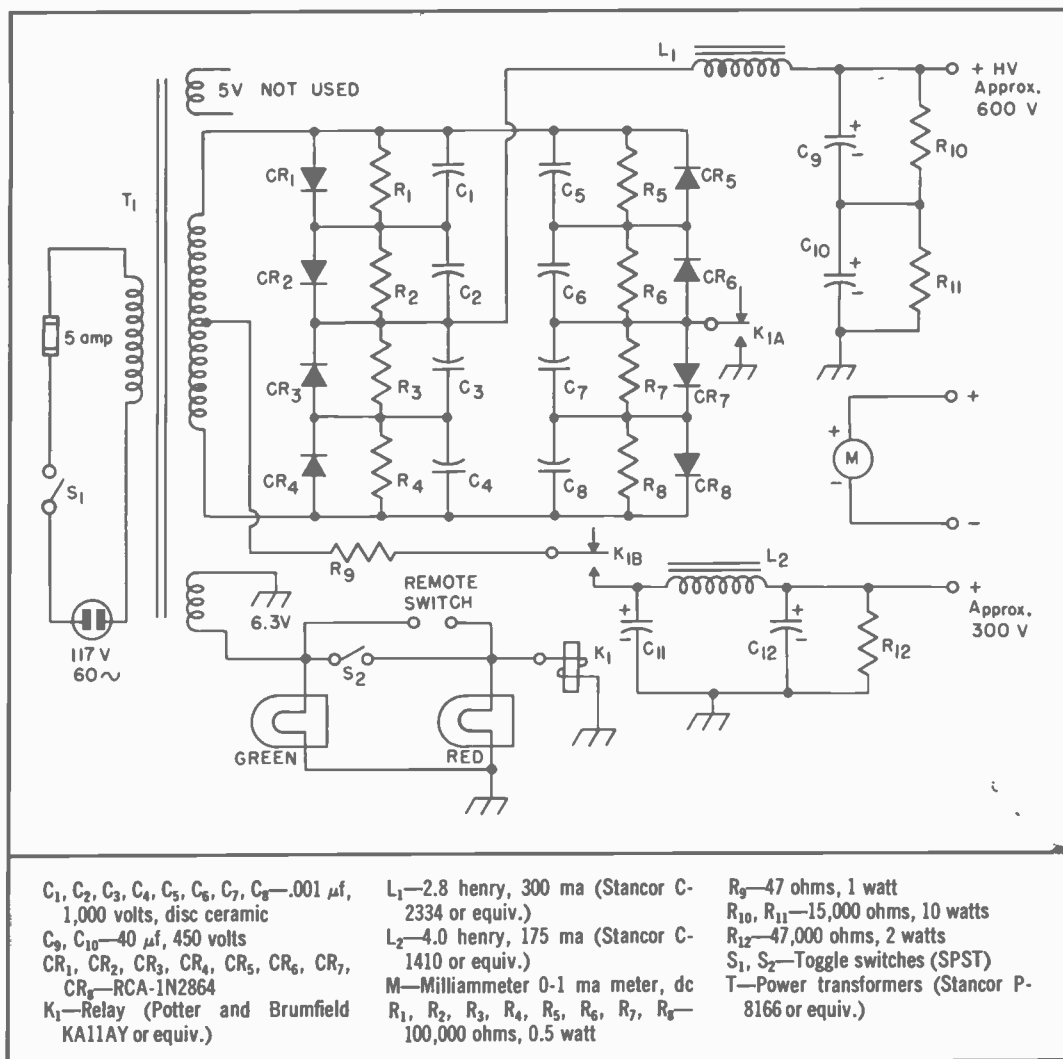 5V NOT USED
L1
+ HV
Approx.
600 V
T1
CR1
R1
C1
C5
R5
CR5
C9
R10
CR2
R2
C2
C6
R6
CR6
C10
R11
5 amp
K1A
CR3
R3
C3
C7
R7
CR7
+
M
+
-
CR4
R4
C4
C8
R8
CR8
-
S1
R9
K1B
L2
+
Approx.
300 V
6.3V
REMOTE
SWITCH
117 V
60~
S2
K1
C11
C12
R12
GREEN
RED
C1, C2, C3, C4, C5, C6, C7, C8—.001 µf,
1,000 volts, disc ceramic
C9, C10—40 µf, 450 volts
CR1, CR2, CR3, CR4, CR5, CR6, CR7,
CR8—RCA-1N2864
K1—Relay (Potter and Brumfield
KA11AY or equiv.)
L1—2.8 henry, 300 ma (Stancor C-
2334 or equiv.)
L2—4.0 henry, 175 ma (Stancor C-
1410 or equiv.)
M—Milliammeter 0-1 ma meter, dc
R1, R2, R3, R4, R5, R6, R7, R8—
100,000 ohms, 0.5 watt
R9—47 ohms, 1 watt
R10, R11—15,000 ohms, 10 watts
R12—47,000 ohms, 2 watts
S1, S2—Toggle switches (SPST)
T—Power transformers (Stancor P-
8166 or equiv.)